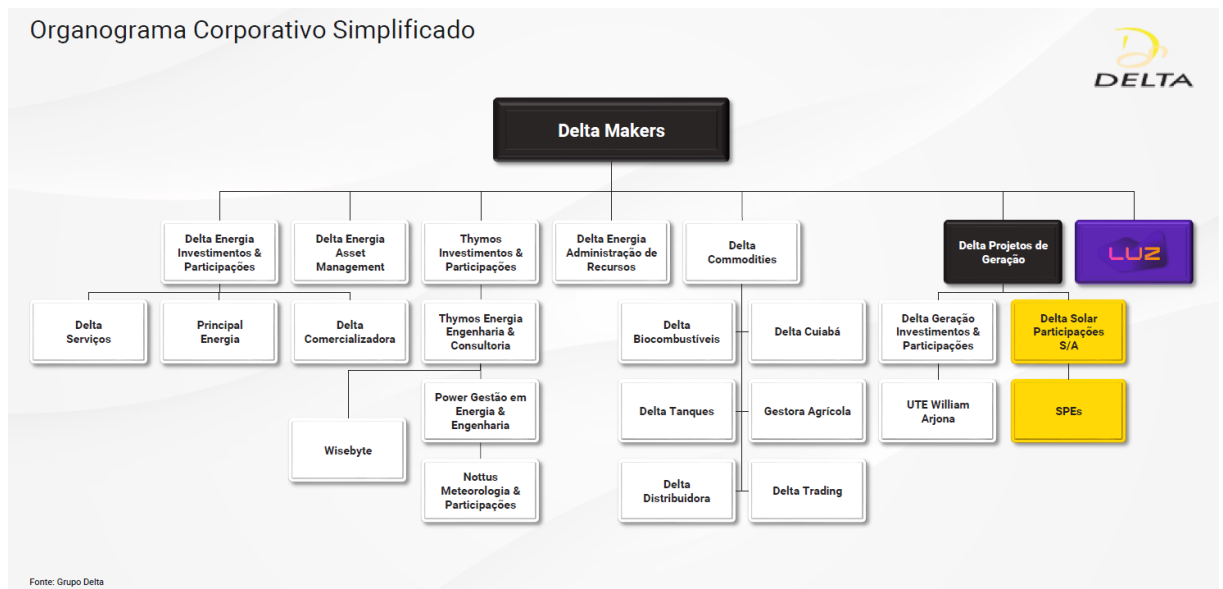 Organograma Corporativo Simplificado
DELTA
Delta Makers
Delta Energia
Investimentos &
Participações
Delta Energia
Asset
Management
Thymos
Investimentos &
Participações
Delta Energia
Administração de
Recursos
Delta
Commodities
Delta Projetos de
Geração
LUZ
Delta
Serviços
Principal
Energia
Delta
Comercializadora
Thymos Energia
Engenharia &
Consultoria
Delta
Biocombustíveis
Delta Cuiabá
Delta Geração
Investimentos &
Participações
Delta Solar
Participações
S/A
Wisebyte
Power Gestão em
Energia &
Engenharia
Delta Tanques
Gestora Agrícola
UTE William
Arjona
SPEs
Nottus
Meteorologia &
Participações
Delta
Distribuidora
Delta Trading
Fonte: Grupo Delta